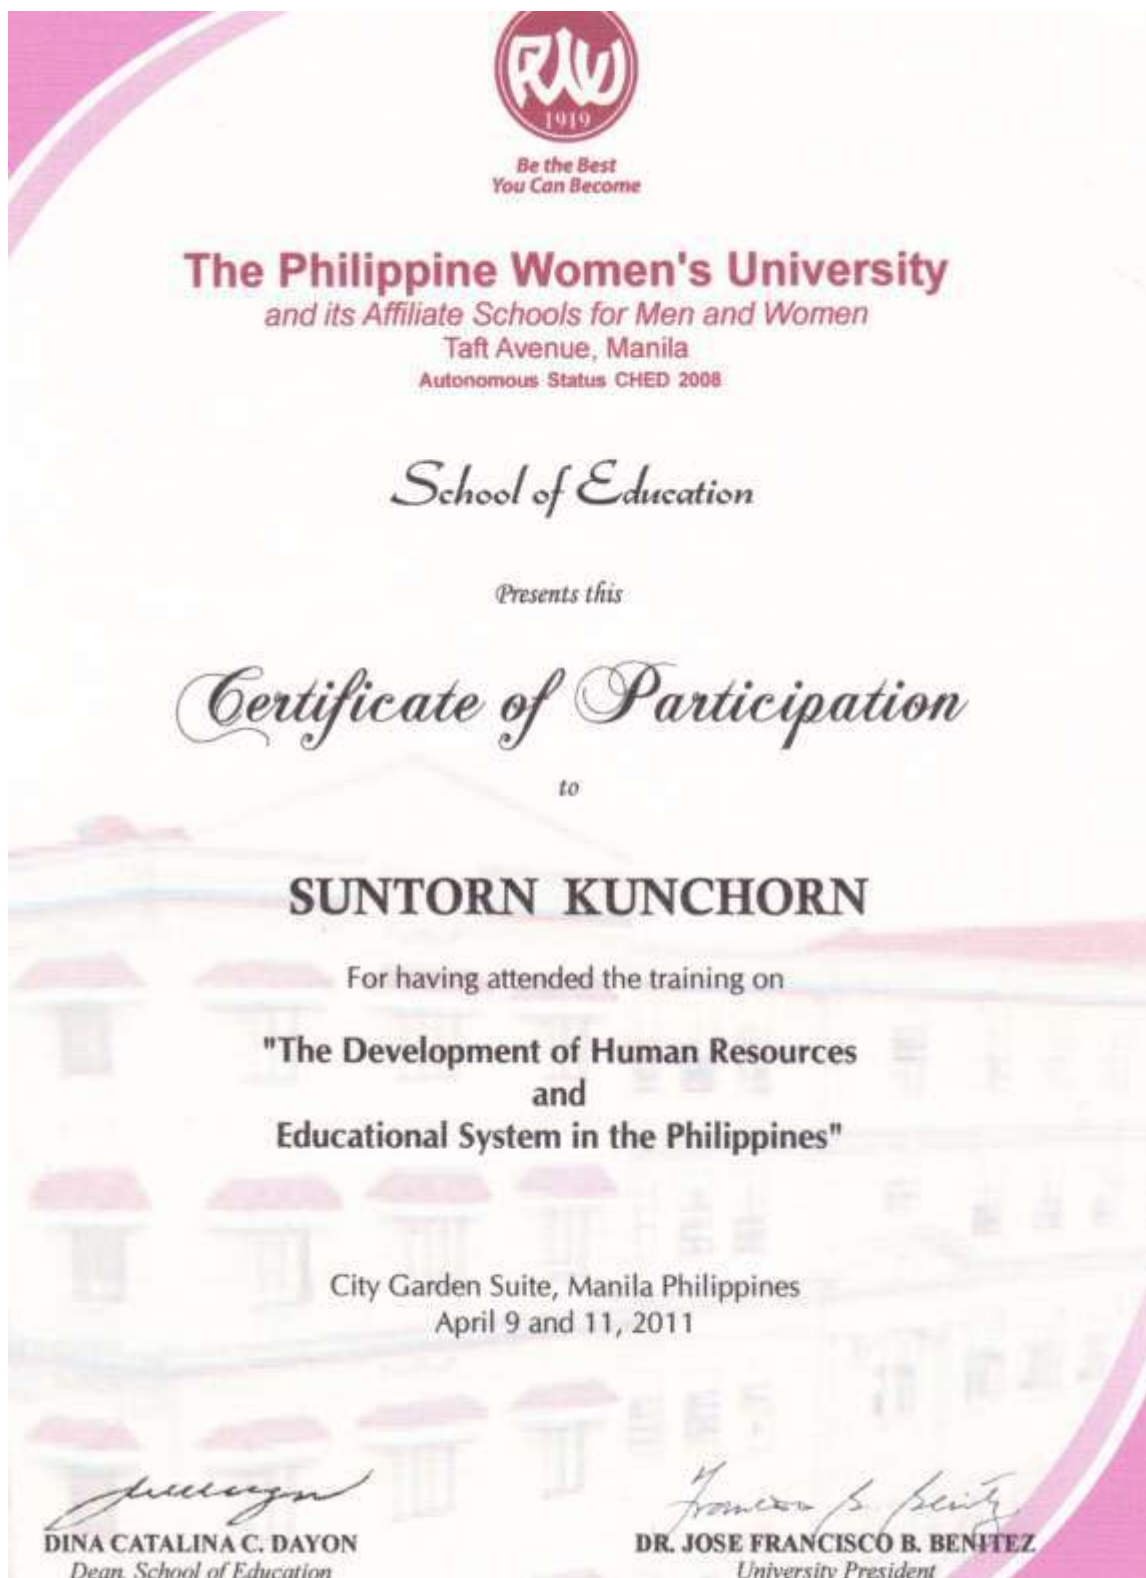 PWU
1919
Be the Best
You Can Become
The Philippine Women's University
and its Affiliate Schools for Men and Women
Taft Avenue, Manila
Autonomous Status CHED 2008
School of Education
Presents this
Certificate of Participation
to
SUNTORN KUNCHORN
For having attended the training on
"The Development of Human Resources
and
Educational System in the Philippines"
City Garden Suite, Manila Philippines
April 9 and 11, 2011
Francisco B. Benitez
DINA CATALINA C. DAYON
DR. JOSE FRANCISCO B. BENITEZ
Dean, School of Education
University President